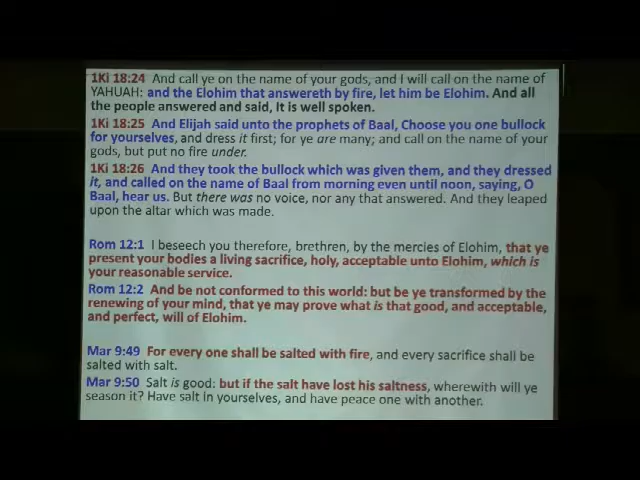 1Ki 18:24 And call ye on the name of your gods, and I will call on the name of
YAHUAH: and the Elohim that answereth by fire, let him be Elohim. And all
the people answered and said, It is well spoken.
1Ki 18:25 And Elijah said unto the prophets of Baal, Choose you one bullock
for yourselves, and dress it first; for ye are many; and call on the name of your
gods, but put no fire under.
1Ki 18:26 And they took the bullock which was given them, and they dressed
it, and called on the name of Baal from morning even until noon, saying, O
Baal, hear us. But there was no voice, nor any that answered. And they leaped
upon the altar which was made.
Rom 12:1 I beseech you therefore, brethren, by the mercies of Elohim, that ye
present your bodies a living sacrifice, holy, acceptable unto Elohim, which is
your reasonable service.
Rom 12:2 And be not conformed to this world: but be ye transformed by the
renewing of your mind, that ye may prove what is that good, and acceptable,
and perfect, will of Elohim.
Mar 9:49 For every one shall be salted with fire, and every sacrifice shall be
salted with salt.
Mar 9:50 Salt is good: but if the salt have lost his saltness, wherewith will ye
season it? Have salt in yourselves, and have peace one with another.